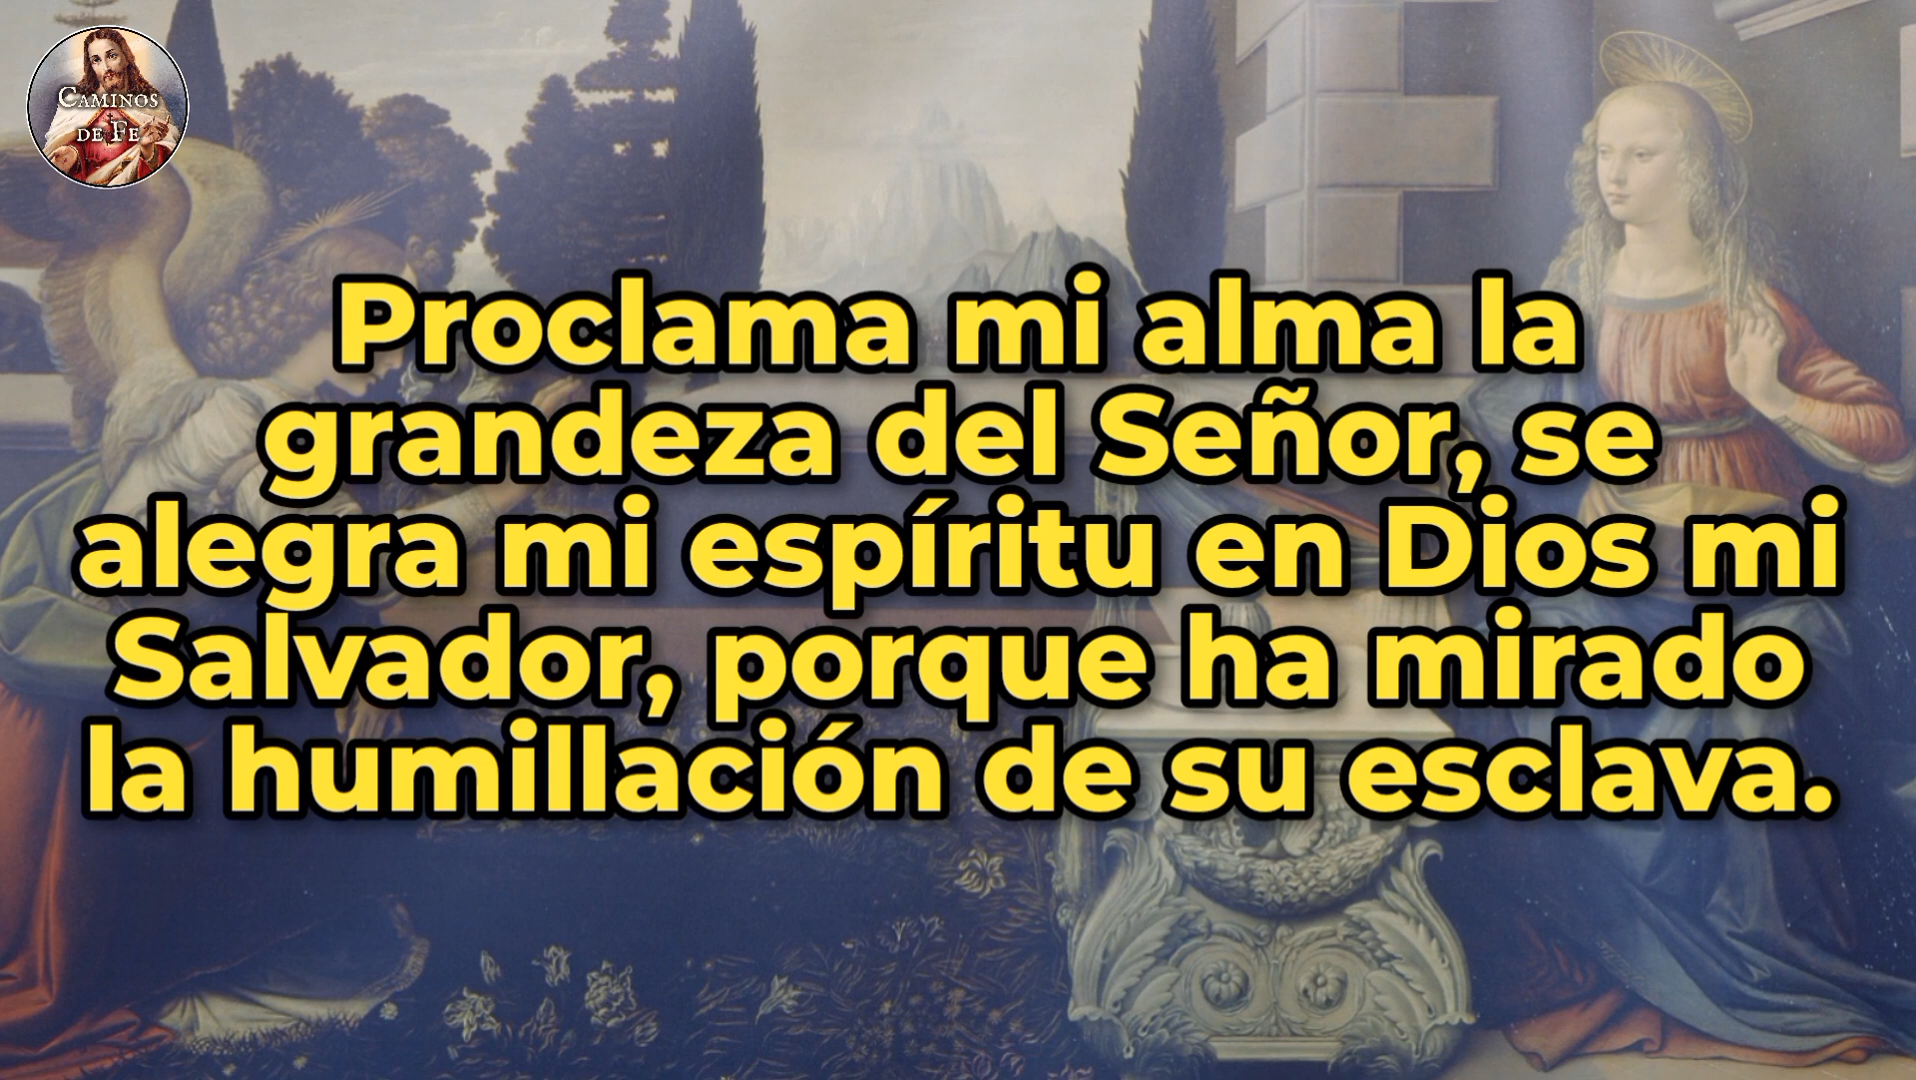 CAMINOS
DE FE
Proclama mi alma la
grandeza del Señor, se
alegra mi espíritu en Dios mi
Salvador, porque ha mirado
la humillación de su esclava.